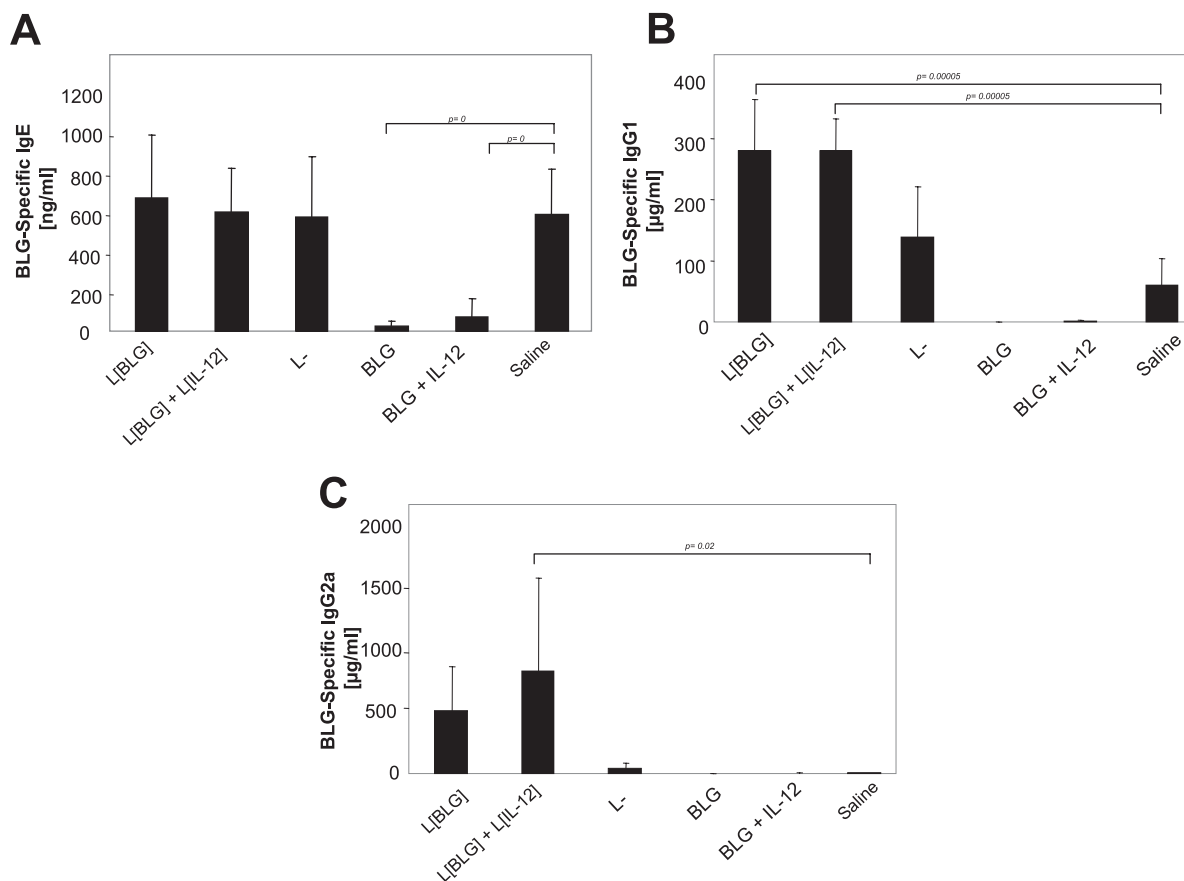 A
BLG-Specific IgE
[ng/ml]
1200
1000
800
600
400
200
0
p= 0
p= 0
L[BLG]
L[BLG] + L[IL-12]
L-
BLG
BLG + IL-12
Saline
B
BLG-Specific IgG1
[µg/ml]
400
300
200
100
0
p= 0.00005
p= 0.00005
L[BLG]
L[BLG] + L[IL-12]
L-
BLG
BLG + IL-12
Saline
C
BLG-Specific IgG2a
[µg/ml]
2000
1500
1000
500
0
p= 0.02
L[BLG]
L[BLG] + L[IL-12]
L-
BLG
BLG + IL-12
Saline